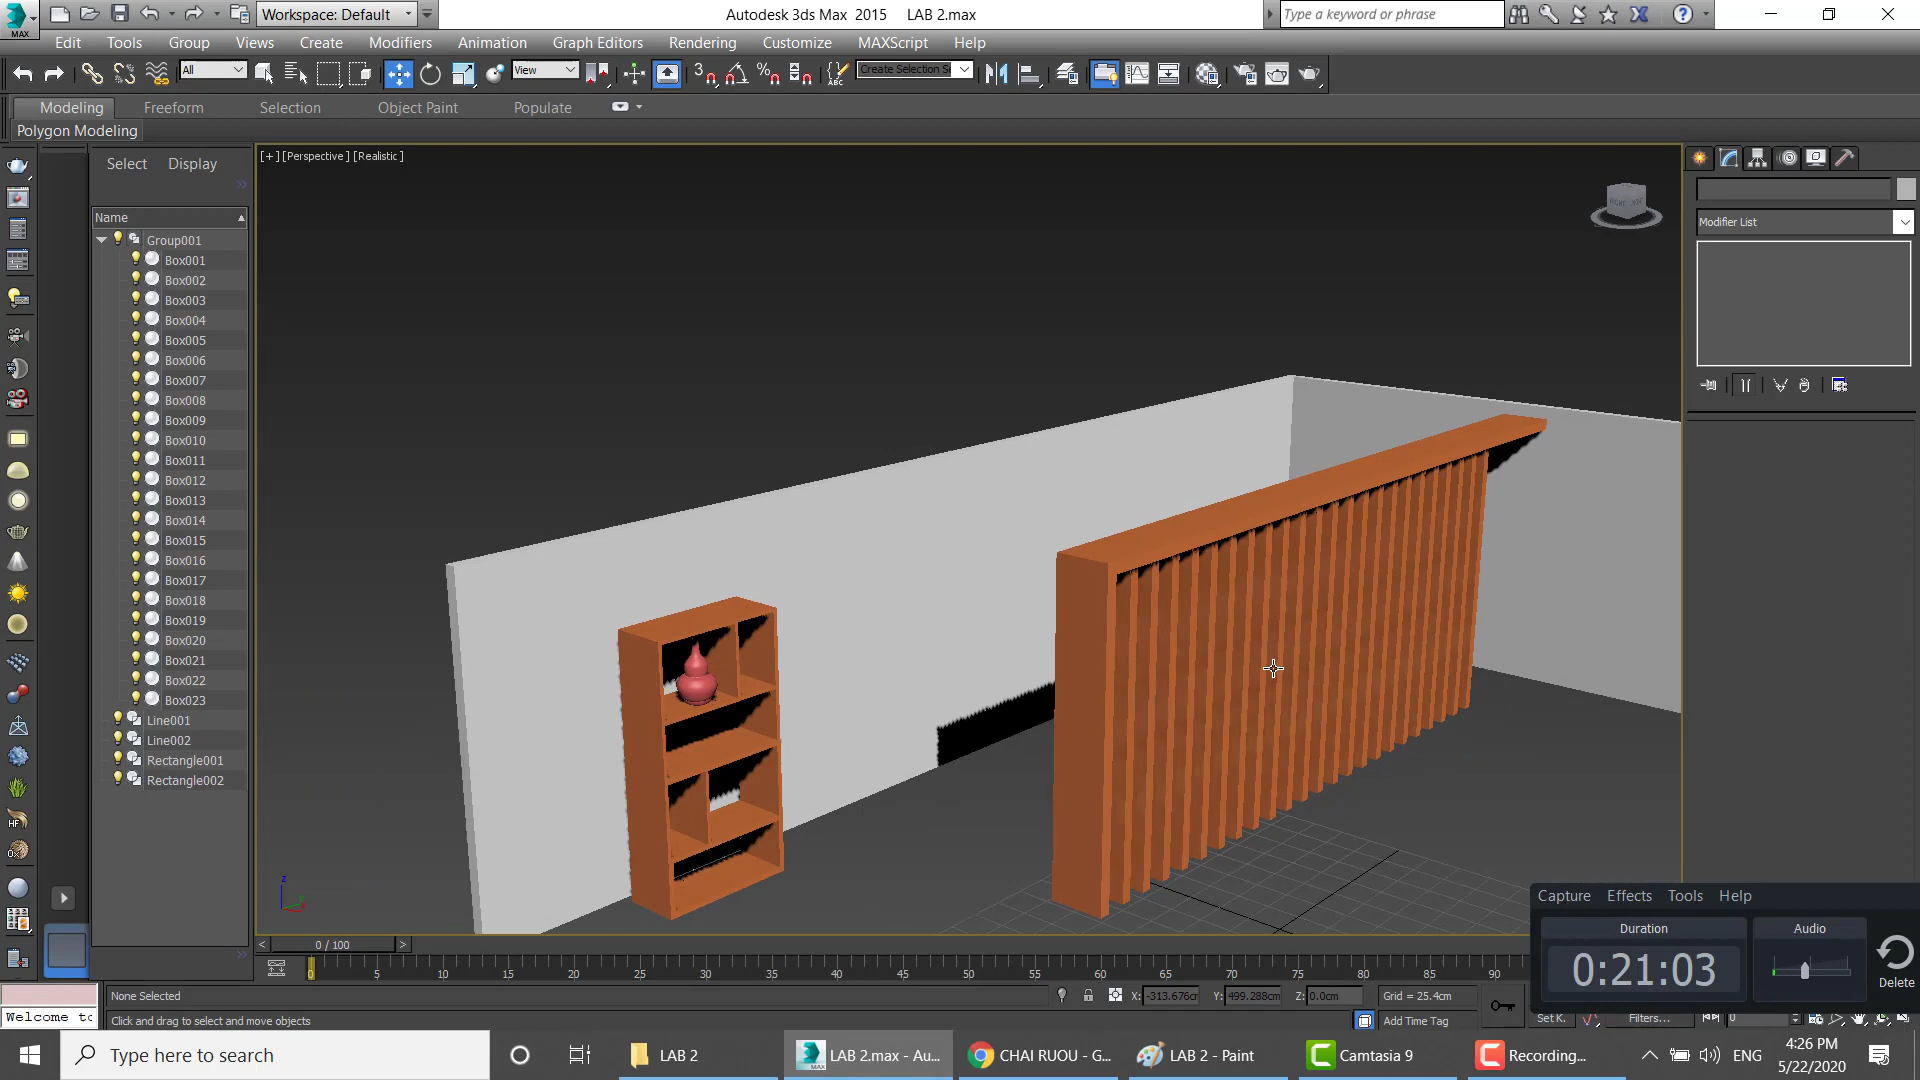 Workspace: Default
Autodesk 3ds Max 2015 LAB 2.max
Type a keyword or phrase
MAX
Edit Tools Group Views Create Modifiers Animation Graph Editors Rendering Customize MAXScript Help
All
View
3
Create Selection Se
Modeling Freeform Selection Object Paint Populate
Polygon Modeling
Select Display
[+] [Perspective] [Realistic]
Name
Modifier List
Group001
Box001
Box002
Box003
Box004
Box005
Box006
Box007
Box008
Box009
Box010
Box011
Box012
Box013
Box014
Box015
Box016
Box017
Box018
Box019
Box020
Box021
Box022
Box023
Line001
Line002
Rectangle001
Rectangle002
HF
z
Capture Effects Tools Help
Duration Audio
0:21:03
Delete
< 0 / 100 >
0 5 10 15 20 25 30 35 40 45 50 55 60 65 70 75 80 85 90
None Selected
X: -313.676cm Y: 499.288cm Z: 0.0cm Grid = 25.4cm
Welcome to
Click and drag to select and move objects
Add Time Tag
Set K. Filters... 0
Type here to search
LAB 2
LAB 2.max - Au...
CHAI RUOU - G...
LAB 2 - Paint
Camtasia 9
Recording...
ENG
4:26 PM
5/22/2020